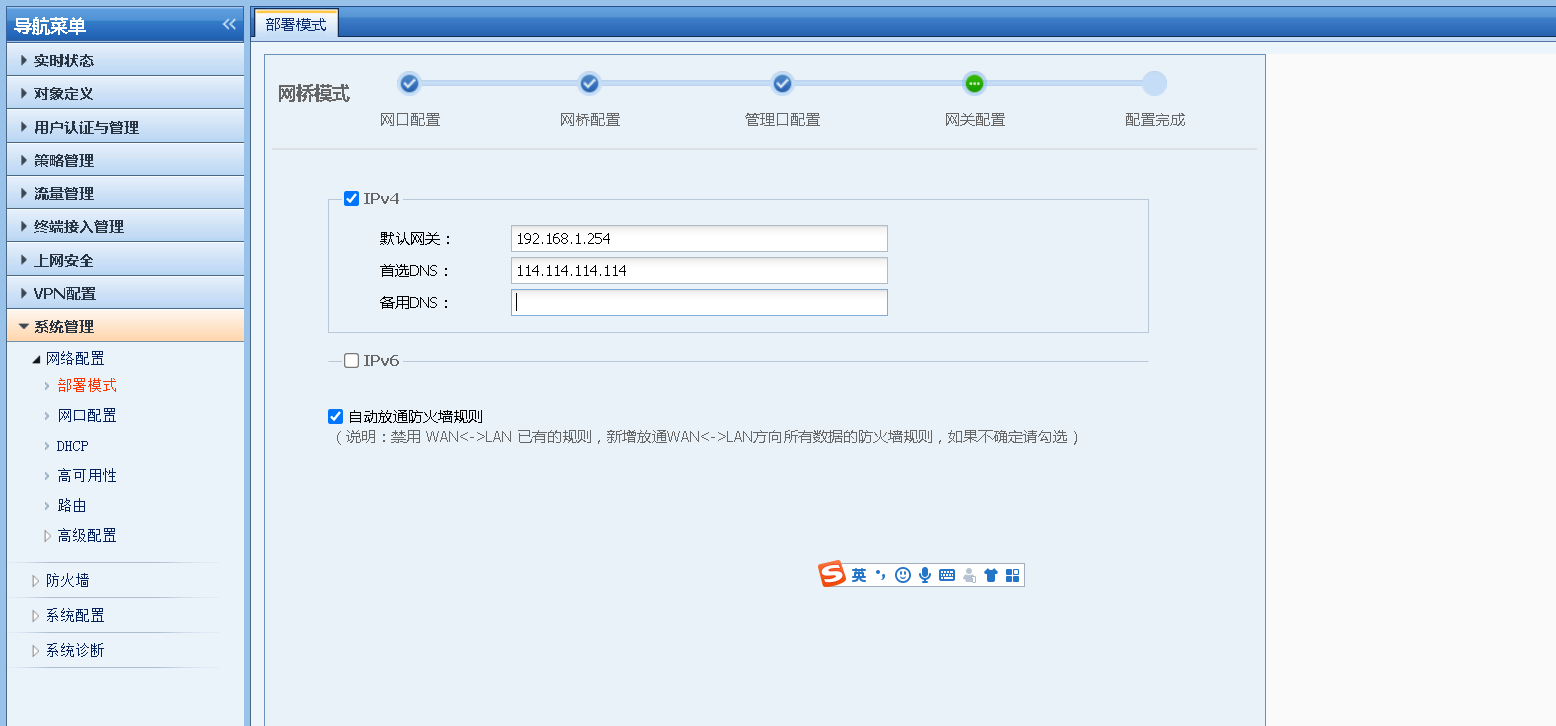 导航菜单
部署模式
实时状态
对象定义
用户认证与管理
策略管理
流量管理
终端接入管理
上网安全
VPN配置
系统管理
网络配置
部署模式
网口配置
DHCP
高可用性
路由
高级配置
防火墙
系统配置
系统诊断
网桥模式
网口配置 网桥配置 管理口配置 网关配置 配置完成
IPv4
默认网关： 192.168.1.254
首选DNS： 114.114.114.114
备用DNS：
IPv6
自动放通防火墙规则
（说明：禁用 WAN<->LAN 已有的规则，新增放通WAN<->LAN方向所有数据的防火墙规则，如果不确定请勾选）
英